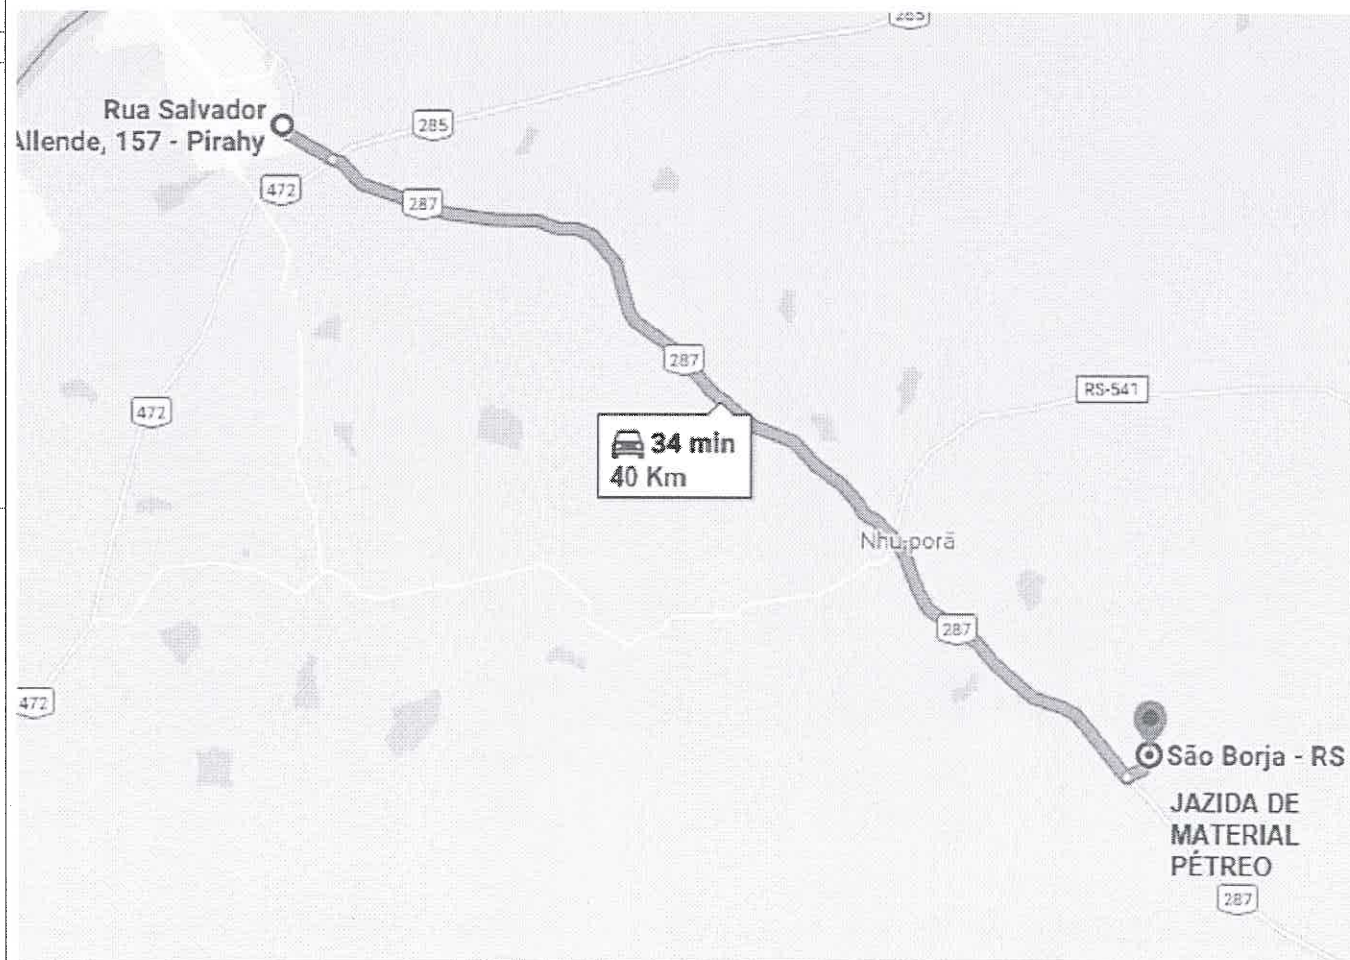 285
Rua Salvador
Allende, 157 - Pirahy
285
472
287
287
RS-541
472
34 min
40 Km
Nhu-porã
287
472
São Borja - RS
JAZIDA DE
MATERIAL
PÉTREO
287